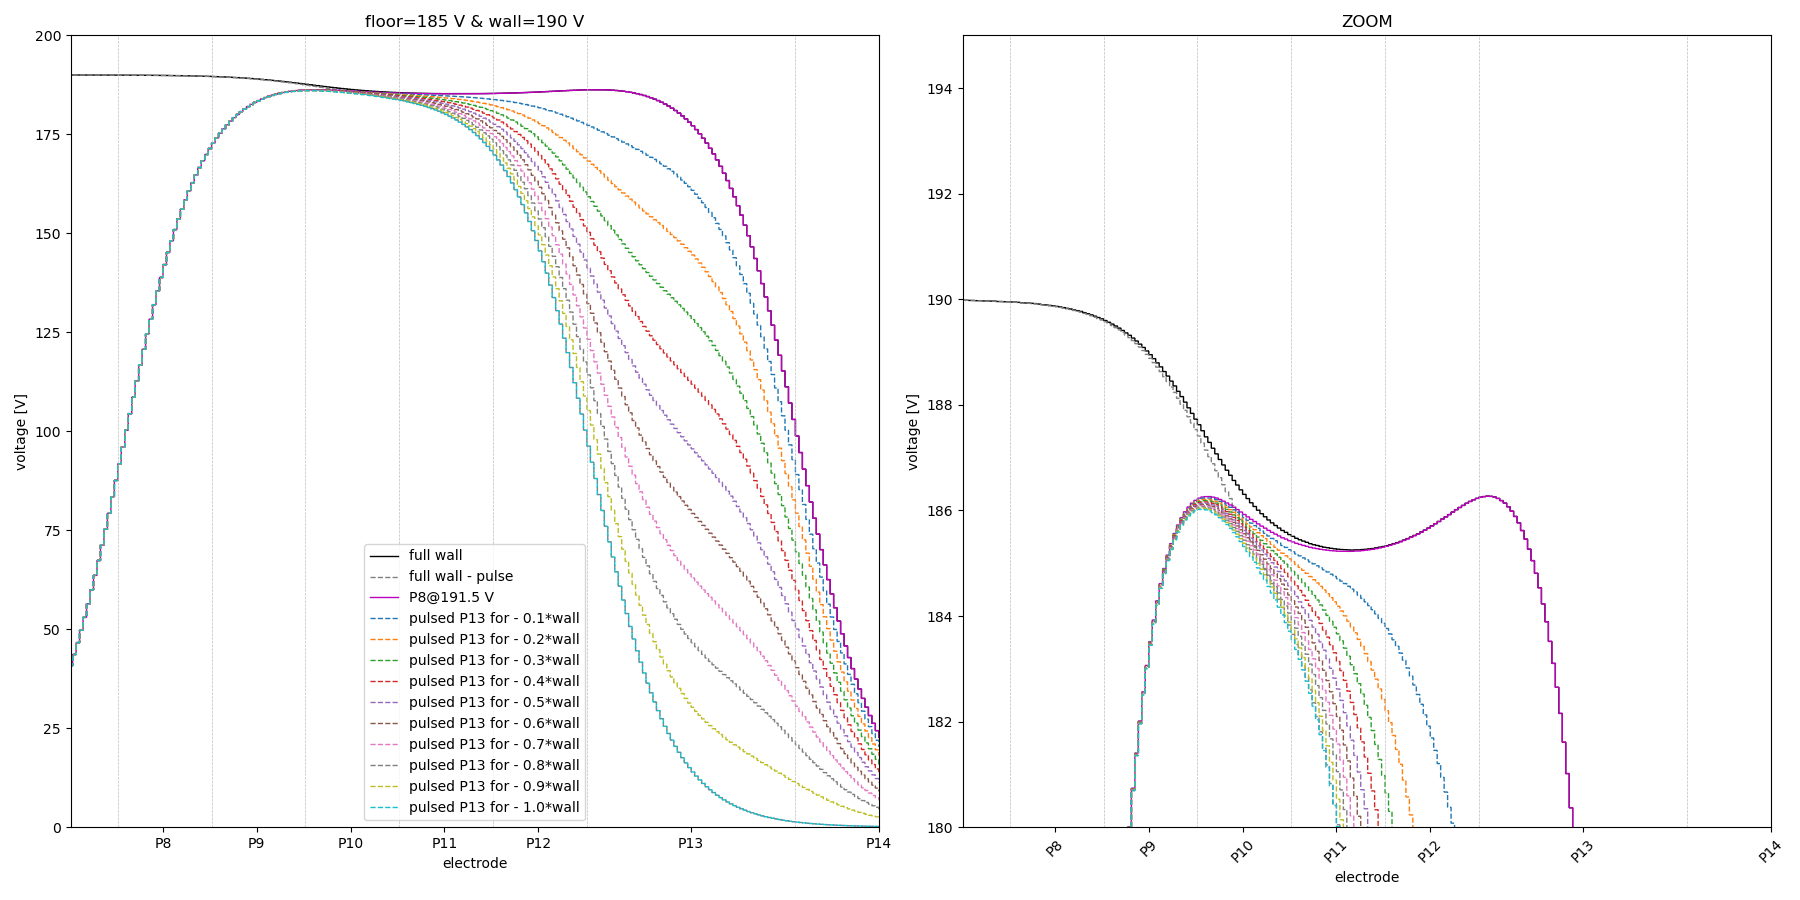 floor=185 V & wall=190 V
200
175
150
125
100
75
50
25
0
voltage [V]
full wall
full wall - pulse
P8@191.5 V
pulsed P13 for - 0.1*wall
pulsed P13 for - 0.2*wall
pulsed P13 for - 0.3*wall
pulsed P13 for - 0.4*wall
pulsed P13 for - 0.5*wall
pulsed P13 for - 0.6*wall
pulsed P13 for - 0.7*wall
pulsed P13 for - 0.8*wall
pulsed P13 for - 0.9*wall
pulsed P13 for - 1.0*wall
P8 P9 P10 P11 P12 P13 P14
electrode
ZOOM
194
192
190
188
186
184
182
180
voltage [V]
P8 P9 P10 P11 P12 P13 P14
electrode